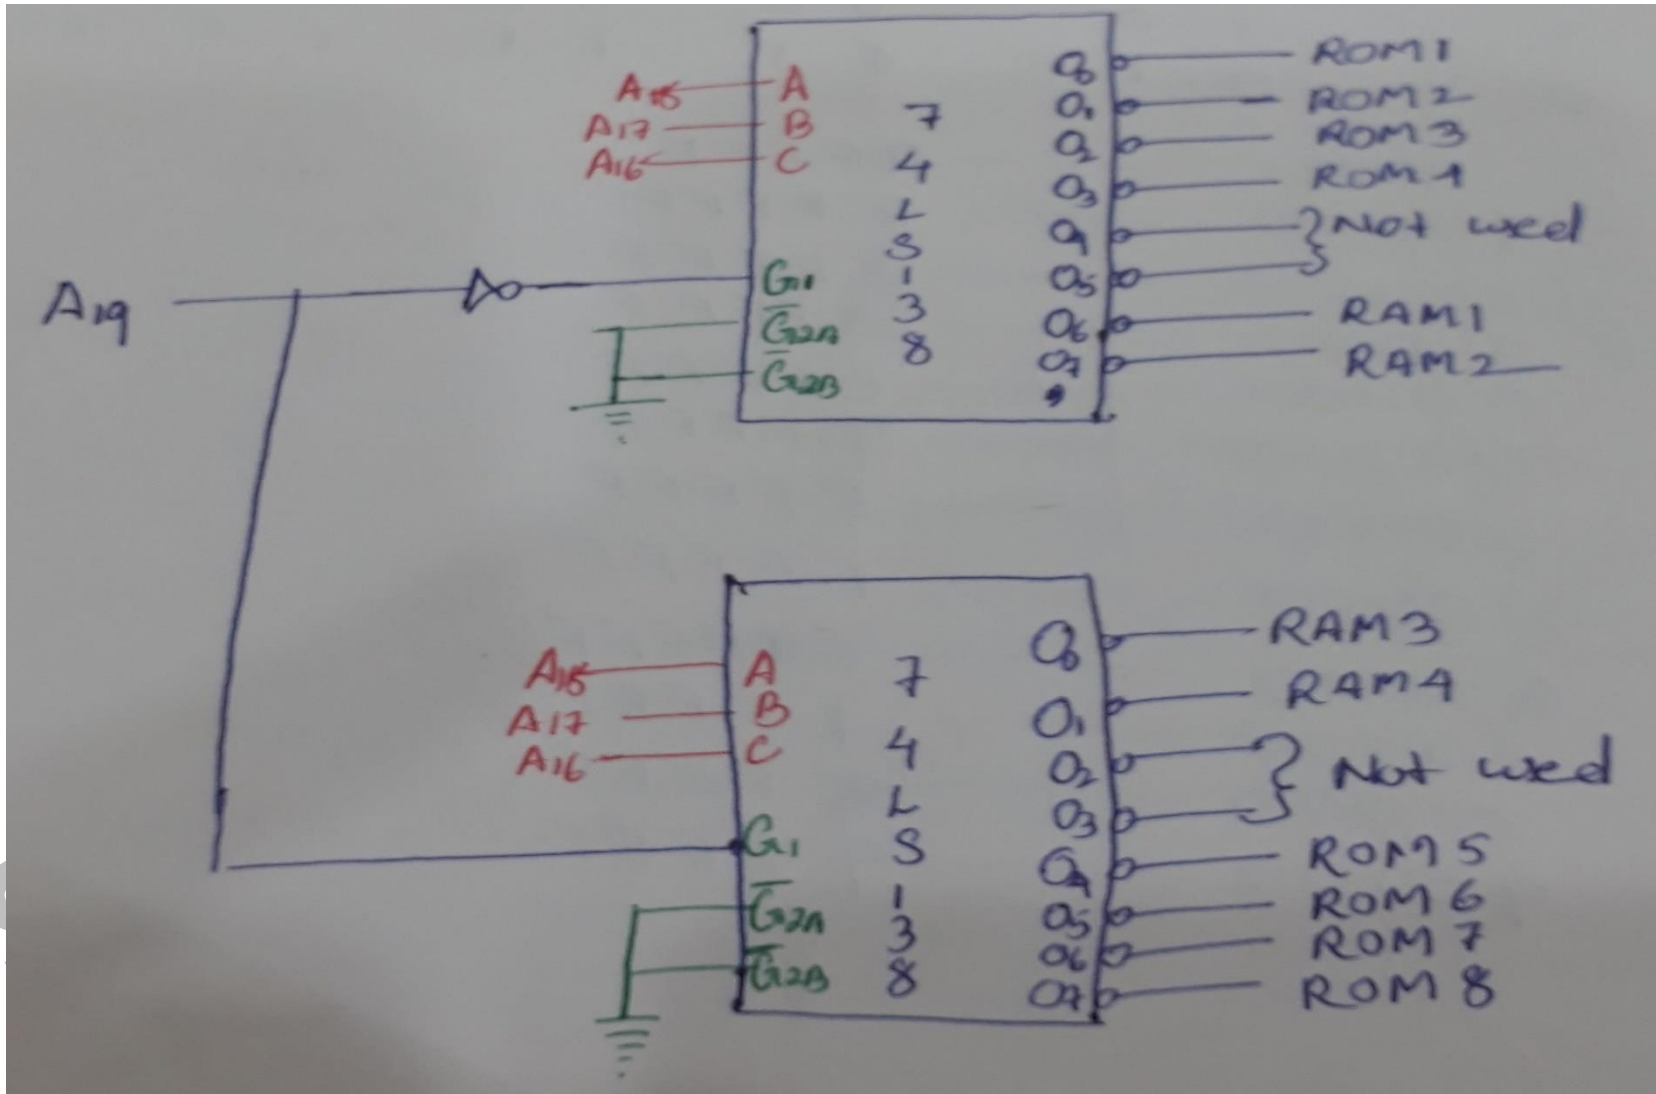 A18 A O0 ROM1
A17 B 7 O1 ROM2
A16 C 4 O2 ROM3
L O3 ROM4
S O4 } Not used
A19 G1 1 O5
G2A 3 O6 RAM1
G2B 8 O7 RAM2
O0 RAM3
A18 A 7 O1 RAM4
A17 B 4 O2 } Not used
A16 C L O3
G1 S O4 ROM5
G2A 1 O5 ROM6
3 O6 ROM7
G2B 8 O7 ROM8